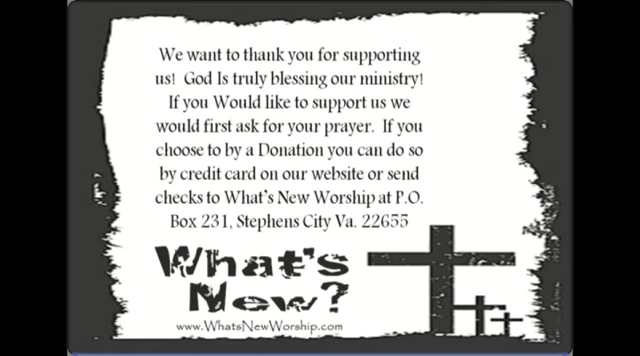 We want to thank you for supporting
us! God Is truly blessing our ministry!
If you Would like to support us we
would first ask for your prayer. If you
choose to by a Donation you can do so
by credit card on our website or send
checks to What's New Worship at P.O.
Box 231, Stephens City Va. 22655
What's
New?
www.WhatsNewWorship.com